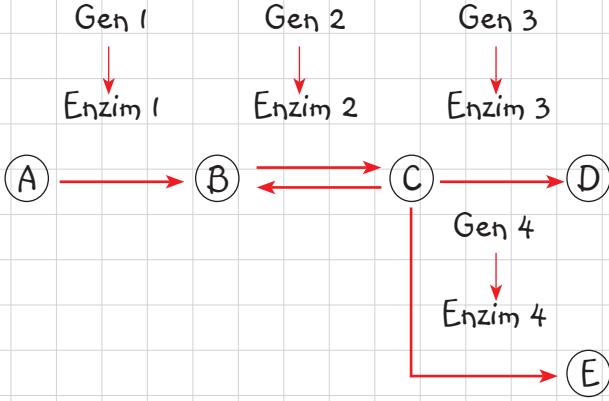 Gen 1 Gen 2 Gen 3
Enzim 1 Enzim 2 Enzim 3
A B C D
Gen 4
Enzim 4
E